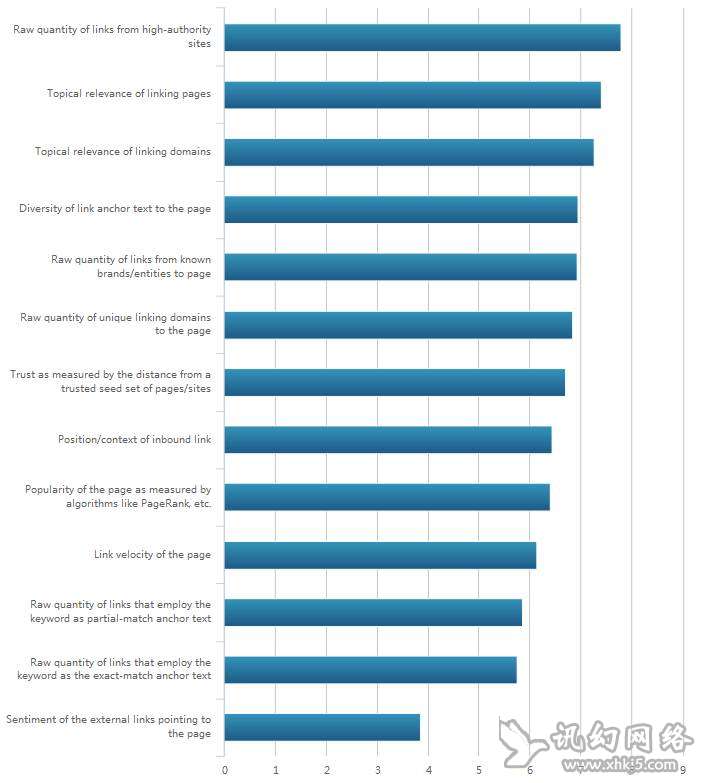 Raw quantity of links from high-authority
sites
Topical relevance of linking pages
Topical relevance of linking domains
Diversity of link anchor text to the page
Raw quantity of links from known
brands/entities to page
Raw quantity of unique linking domains
to the page
Trust as measured by the distance from a
trusted seed set of pages/sites
Position/context of inbound link
Popularity of the page as measured by
algorithms like PageRank, etc.
Link velocity of the page
Raw quantity of links that employ the
keyword as partial-match anchor text
Raw quantity of links that employ the
keyword as the exact-match anchor text
Sentiment of the external links pointing to
the page
0 1 2 3 4 5 6 7 8 9
讯幻网络
www.xhkj5.com